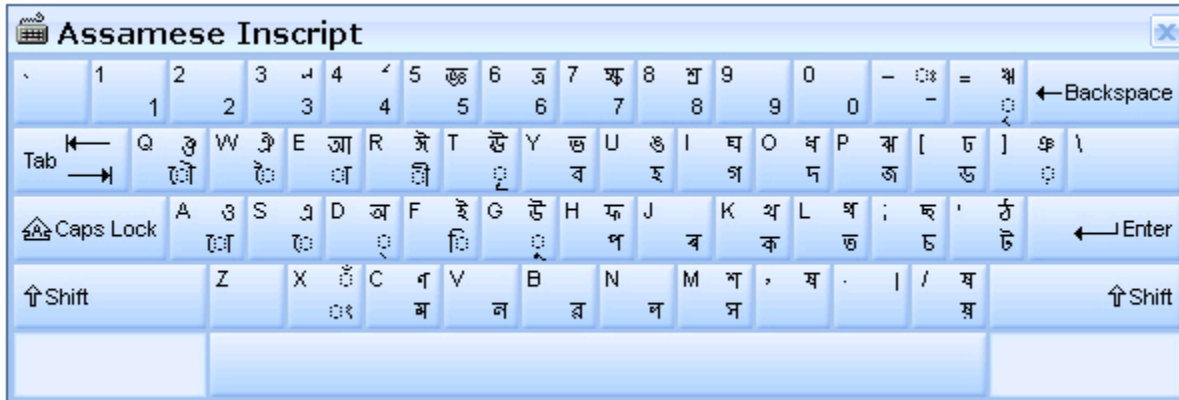 Assamese Inscript
` 1 1 2 2 3 3 4 4 5 জ্ঞ 5 6 ত্র 6 7 ক্ষ 7 8 শ্র 8 9 9 0 0 – ঃ - = ঋ ৃ ←Backspace
Tab Q ঔ ৌ W ঐ ৈ E আ া R ঈ ী T ঊ ূ Y ভ ব U ঙ হ I ঘ গ O ধ দ P ঝ জ [ ঢ ড ] ঞ ় \
Caps Lock A ও ো S এ ে D অ ্ F ই ি G উ ু H ফ প J ৰ K খ ক L থ ত ; ছ চ ' ঠ ট Enter
Shift Z X ঁ ং C ণ ম V ন B ৱ N ল M শ স , ষ . | / য য় Shift